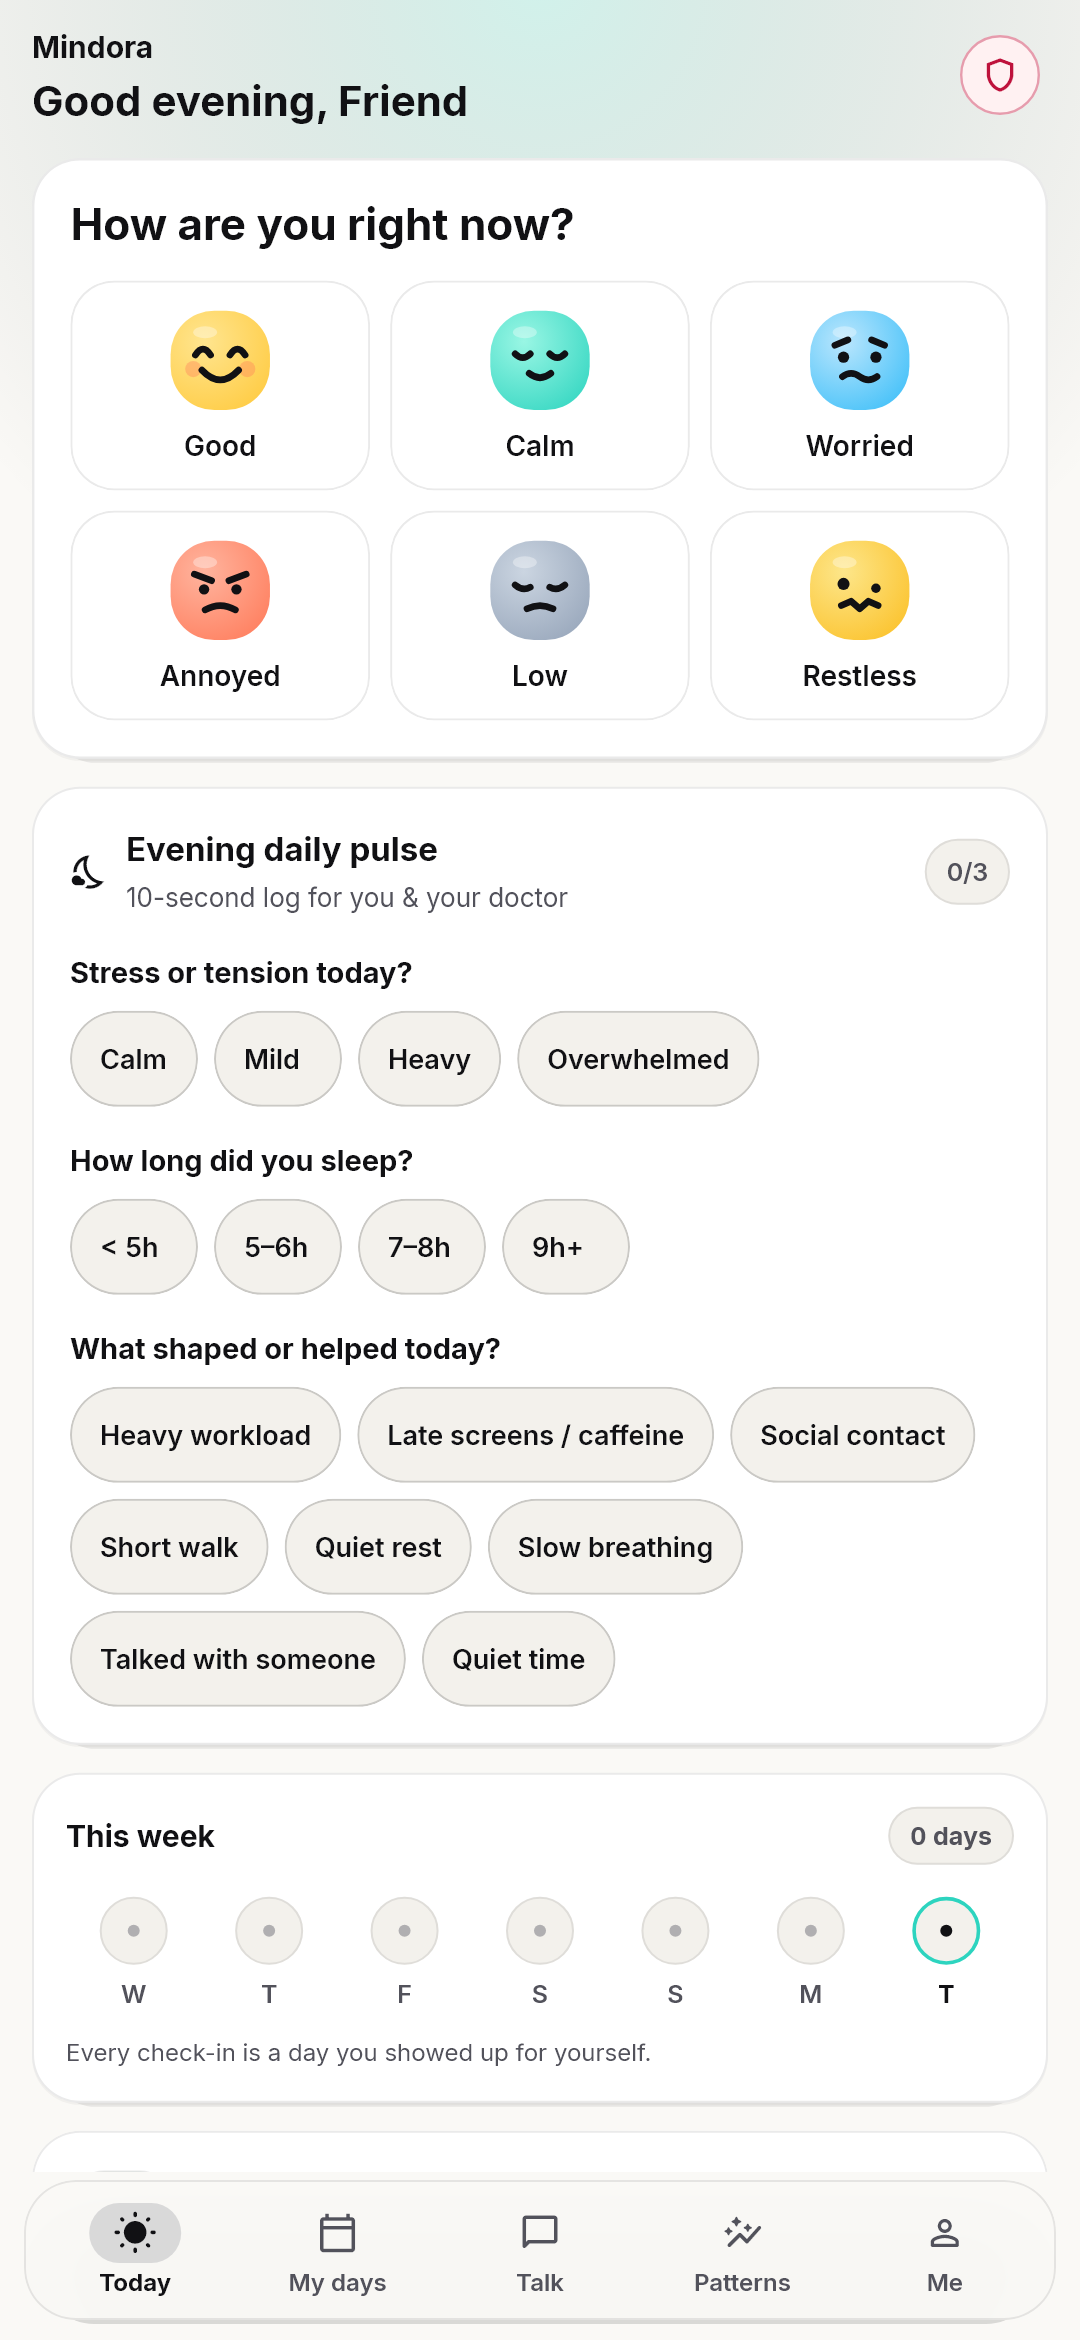 Mindora
Good evening, Friend
How are you right now?
Good Calm Worried
Annoyed Low Restless
Evening daily pulse
10-second log for you & your doctor
0/3
Stress or tension today?
Calm Mild Heavy Overwhelmed
How long did you sleep?
< 5h 5–6h 7–8h 9h+
What shaped or helped today?
Heavy workload Late screens / caffeine Social contact
Short walk Quiet rest Slow breathing
Talked with someone Quiet time
This week 0 days
W T F S S M T
Every check-in is a day you showed up for yourself.
Today My days Talk Patterns Me